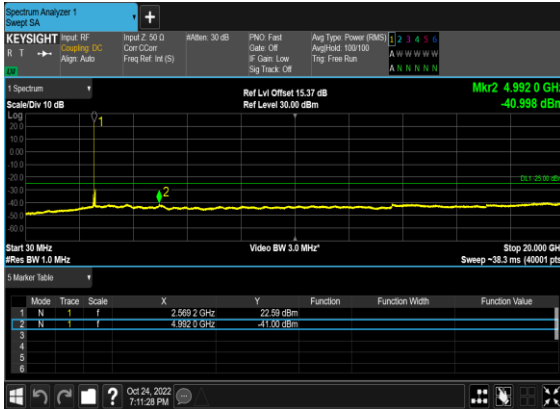 Spectrum Analyzer 1
Swept SA
+
KEYSIGHT Input: RF Input Z: 50 Ω #Atten: 30 dB PNO: Fast Avg Type: Power (RMS) 1 2 3 4 5 6
R T Coupling: DC Corr CCorr Gate: Off Avg|Hold: 100/100 A W W W W W
Align: Auto Freq Ref: Int (S) IF Gain: Low Trig: Free Run
Sig Track: Off A N N N N N
1 Spectrum Ref Lvl Offset 15.37 dB Mkr2 4.992 0 GHz
Scale/Div 10 dB Ref Level 30.00 dBm -40.998 dBm
Log
20.0
10.0
0.00
-10.0
-20.0
-30.0
-40.0
-50.0
-60.0
1
2
DL1 -25.00 dBm
Start 30 MHz Video BW 3.0 MHz* Stop 20.000 GH
#Res BW 1.0 MHz Sweep ~38.3 ms (40001 pts
5 Marker Table
Mode Trace Scale X Y Function Function Width Function Value
1 N 1 f 2.569 2 GHz 22.59 dBm
2 N 1 f 4.992 0 GHz -41.00 dBm
3
4
5
6
? Oct 24, 2022
7:11:28 PM